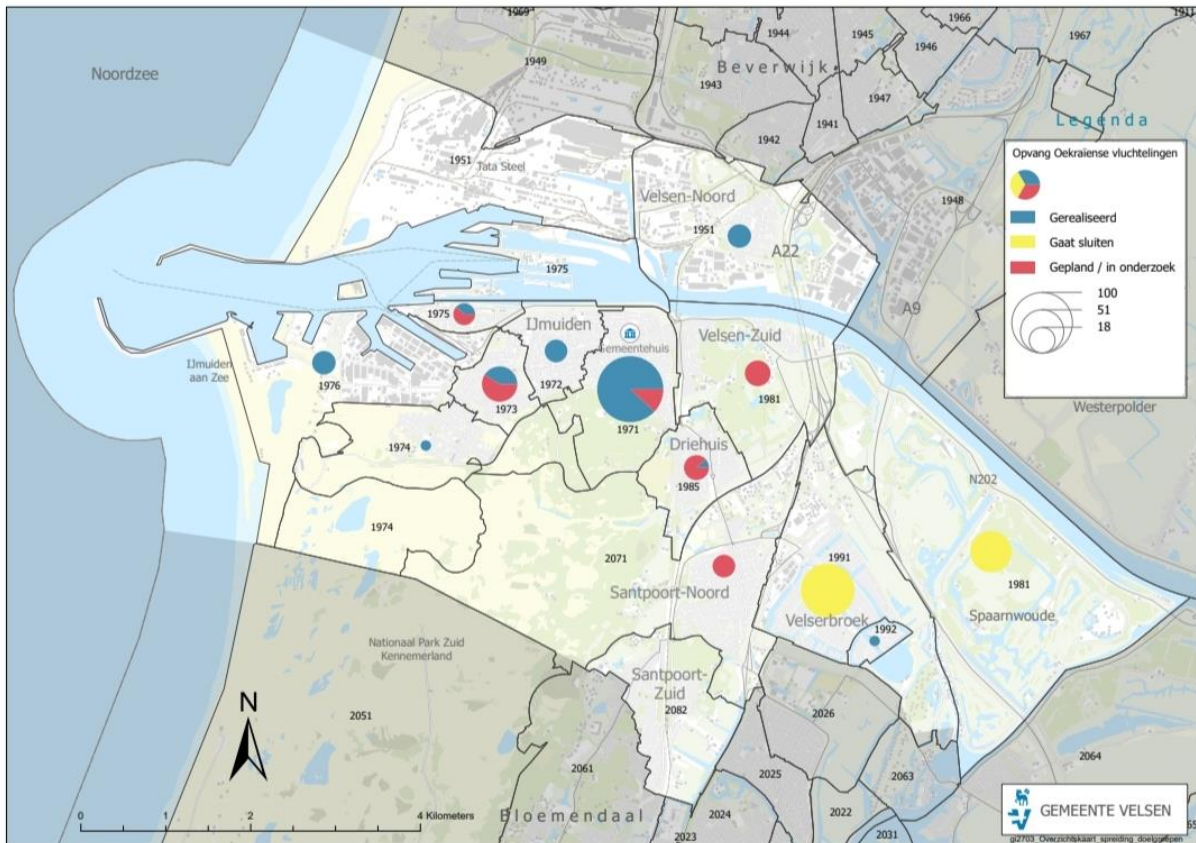 1969
1944
1945
1966
1911
1967
1946
Noordzee
1949
Beverwijk
1943
1947
1941
1942
Legenda
Opvang Oekraiense vluchtelingen
Gerealiseerd
Gaat sluiten
Gepland / in onderzoek
100
51
18
1951
Tata Steel
Velsen-Noord
1948
1951
A22
1975
A9
1975
IJmuiden
Gemeentehuis
Velsen-Zuid
IJmuiden
aan Zee
1976
1972
1973
1981
Westerpolder
1971
1974
Driehuis
1985
N202
1974
2071
1991
1981
Santpoort-Noord
Velserbroek
Spaarnwoude
1992
Nationaal Park Zuid
Kennemerland
Santpoort-
Zuid
2082
N
2051
2026
2064
2061
2025
2063
0 2 4 Kilometers
Bloemendaal
2024
2022
2023
2031
GEMEENTE VELSEN
gi2703_Overzichtskaart_spreiding_doelgroepen